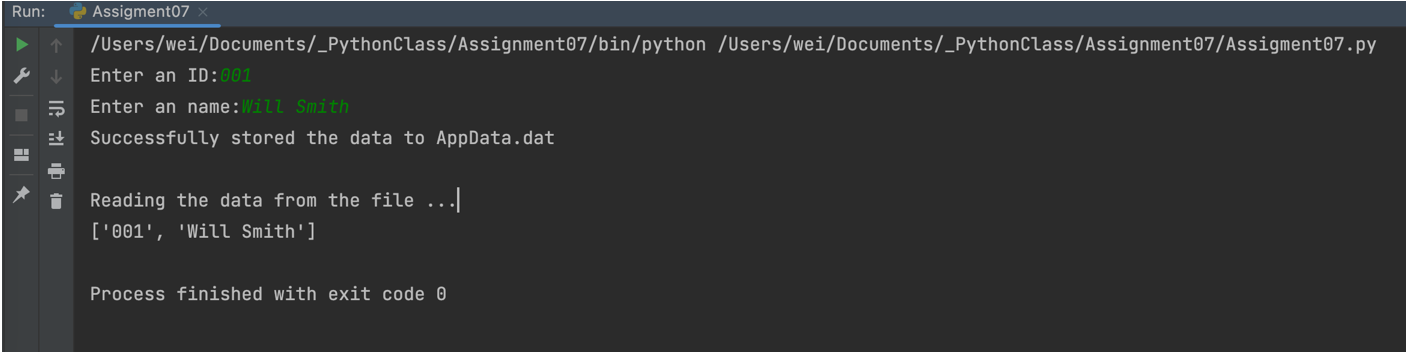 Run: Assigment07
/Users/wei/Documents/_PythonClass/Assignment07/bin/python /Users/wei/Documents/_PythonClass/Assignment07/Assigment07.py
Enter an ID:001
Enter an name:Will Smith
Successfully stored the data to AppData.dat
Reading the data from the file ...
['001', 'Will Smith']
Process finished with exit code 0